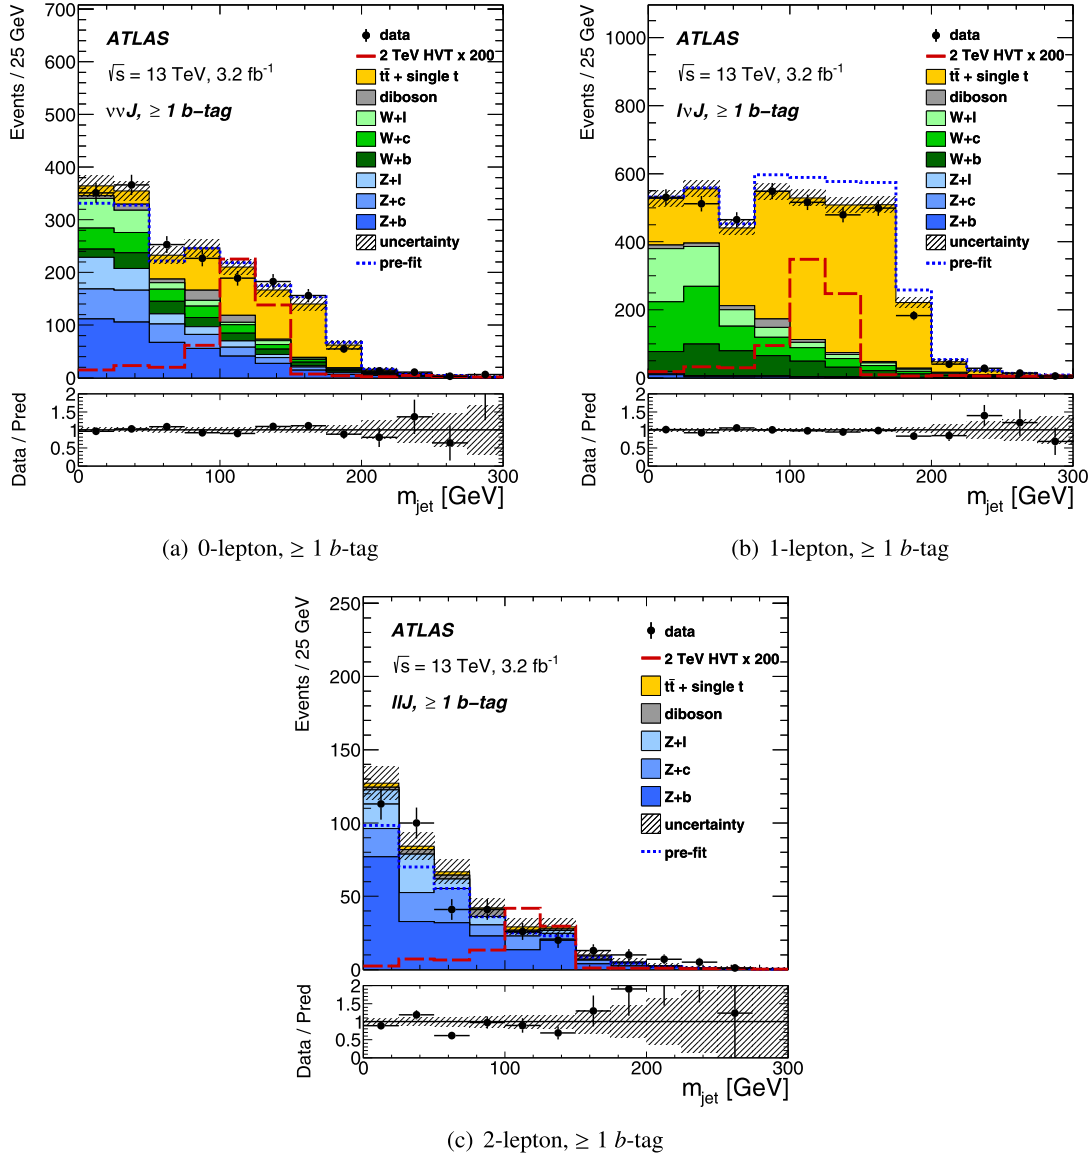 Events / 25 GeV
700
600
500
400
300
200
100
0
ATLAS
√s = 13 TeV, 3.2 fb⁻¹
ννJ, ≥ 1 b−tag
data
2 TeV HVT x 200
tt̄ + single t
diboson
W+l
W+c
W+b
Z+l
Z+c
Z+b
uncertainty
pre-fit
Data / Pred
2
1.5
1
0.5
0
0 100 200 300
m_jet [GeV]
(a) 0-lepton, ≥ 1 b-tag
Events / 25 GeV
1000
800
600
400
200
0
ATLAS
√s = 13 TeV, 3.2 fb⁻¹
lνJ, ≥ 1 b−tag
data
2 TeV HVT x 200
tt̄ + single t
diboson
W+l
W+c
W+b
Z+l
Z+c
Z+b
uncertainty
pre-fit
Data / Pred
2
1.5
1
0.5
0
0 100 200 300
m_jet [GeV]
(b) 1-lepton, ≥ 1 b-tag
Events / 25 GeV
250
200
150
100
50
0
ATLAS
√s = 13 TeV, 3.2 fb⁻¹
llJ, ≥ 1 b−tag
data
2 TeV HVT x 200
tt̄ + single t
diboson
Z+l
Z+c
Z+b
uncertainty
pre-fit
Data / Pred
2
1.5
1
0.5
0
0 100 200 300
m_jet [GeV]
(c) 2-lepton, ≥ 1 b-tag